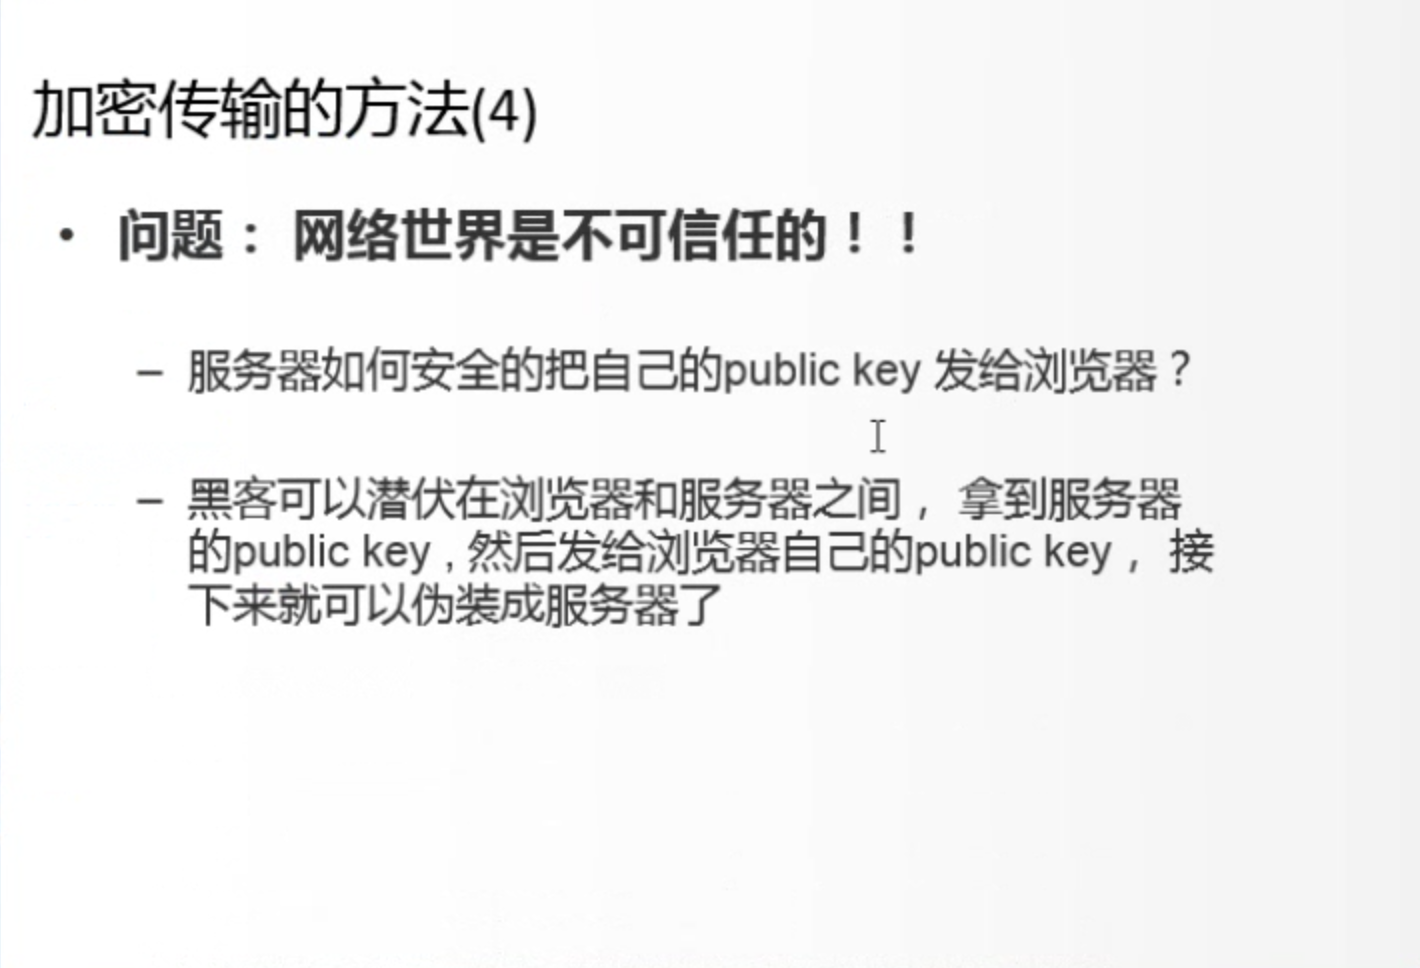 加密传输的方法(4)
• 问题： 网络世界是不可信任的！！
– 服务器如何安全的把自己的public key 发给浏览器？
– 黑客可以潜伏在浏览器和服务器之间， 拿到服务器
的public key , 然后发给浏览器自己的public key， 接
下来就可以伪装成服务器了